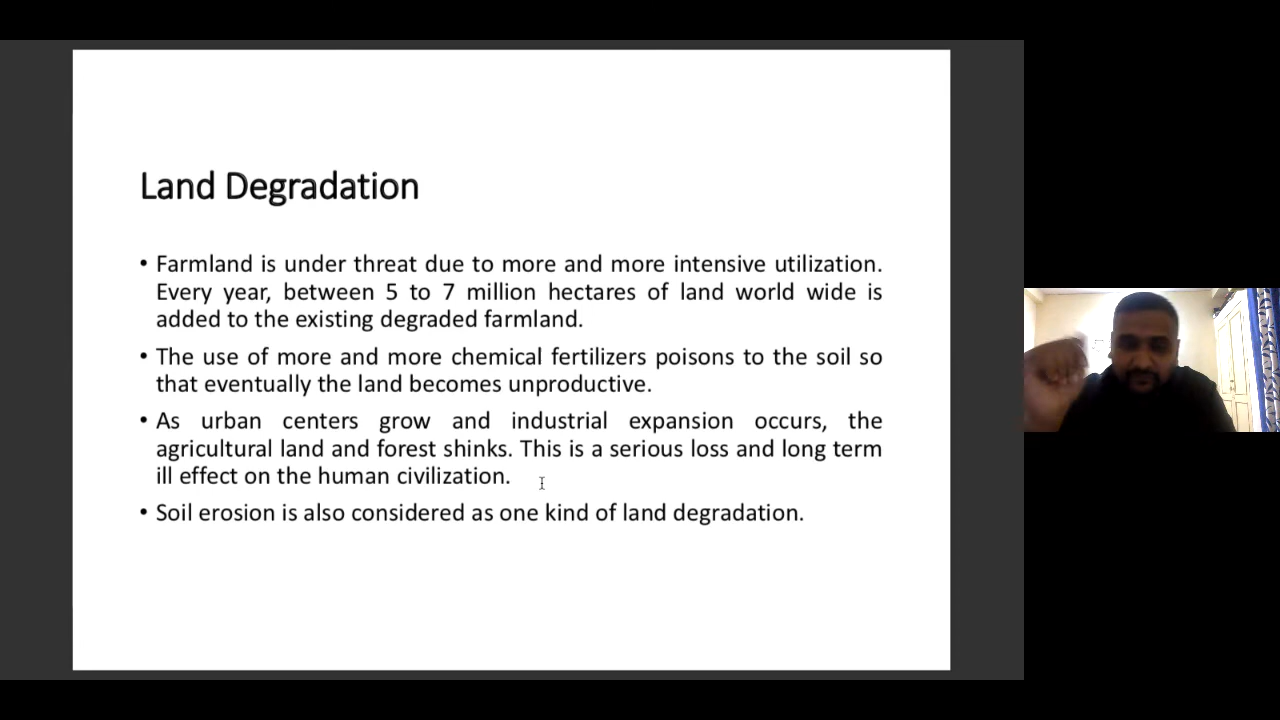 Land Degradation
• Farmland is under threat due to more and more intensive utilization.
Every year, between 5 to 7 million hectares of land world wide is
added to the existing degraded farmland.
• The use of more and more chemical fertilizers poisons to the soil so
that eventually the land becomes unproductive.
• As urban centers grow and industrial expansion occurs, the
agricultural land and forest shinks. This is a serious loss and long term
ill effect on the human civilization.
• Soil erosion is also considered as one kind of land degradation.